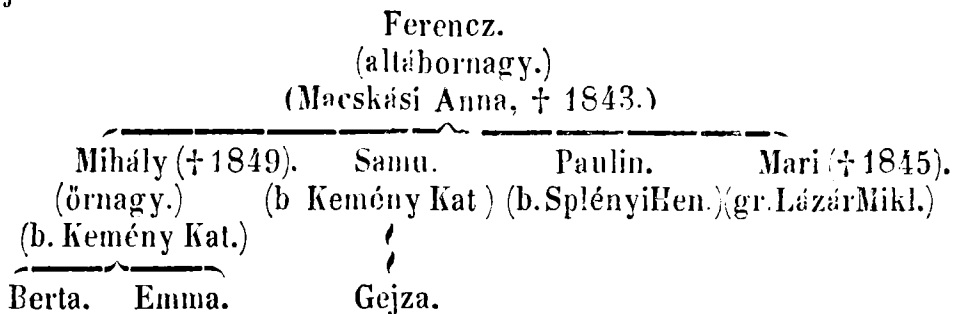 Ferencz.
(altábornagy.)
(Macskási Anna, † 1843.)
Mihály († 1849). Samu. Paulin. Mari († 1845).
(őrnagy.) (b Kemény Kat) (b. Splényi Hen.) (gr. Lázár Mikl.)
(b. Kemény Kat.)
Berta. Emma. Gejza.